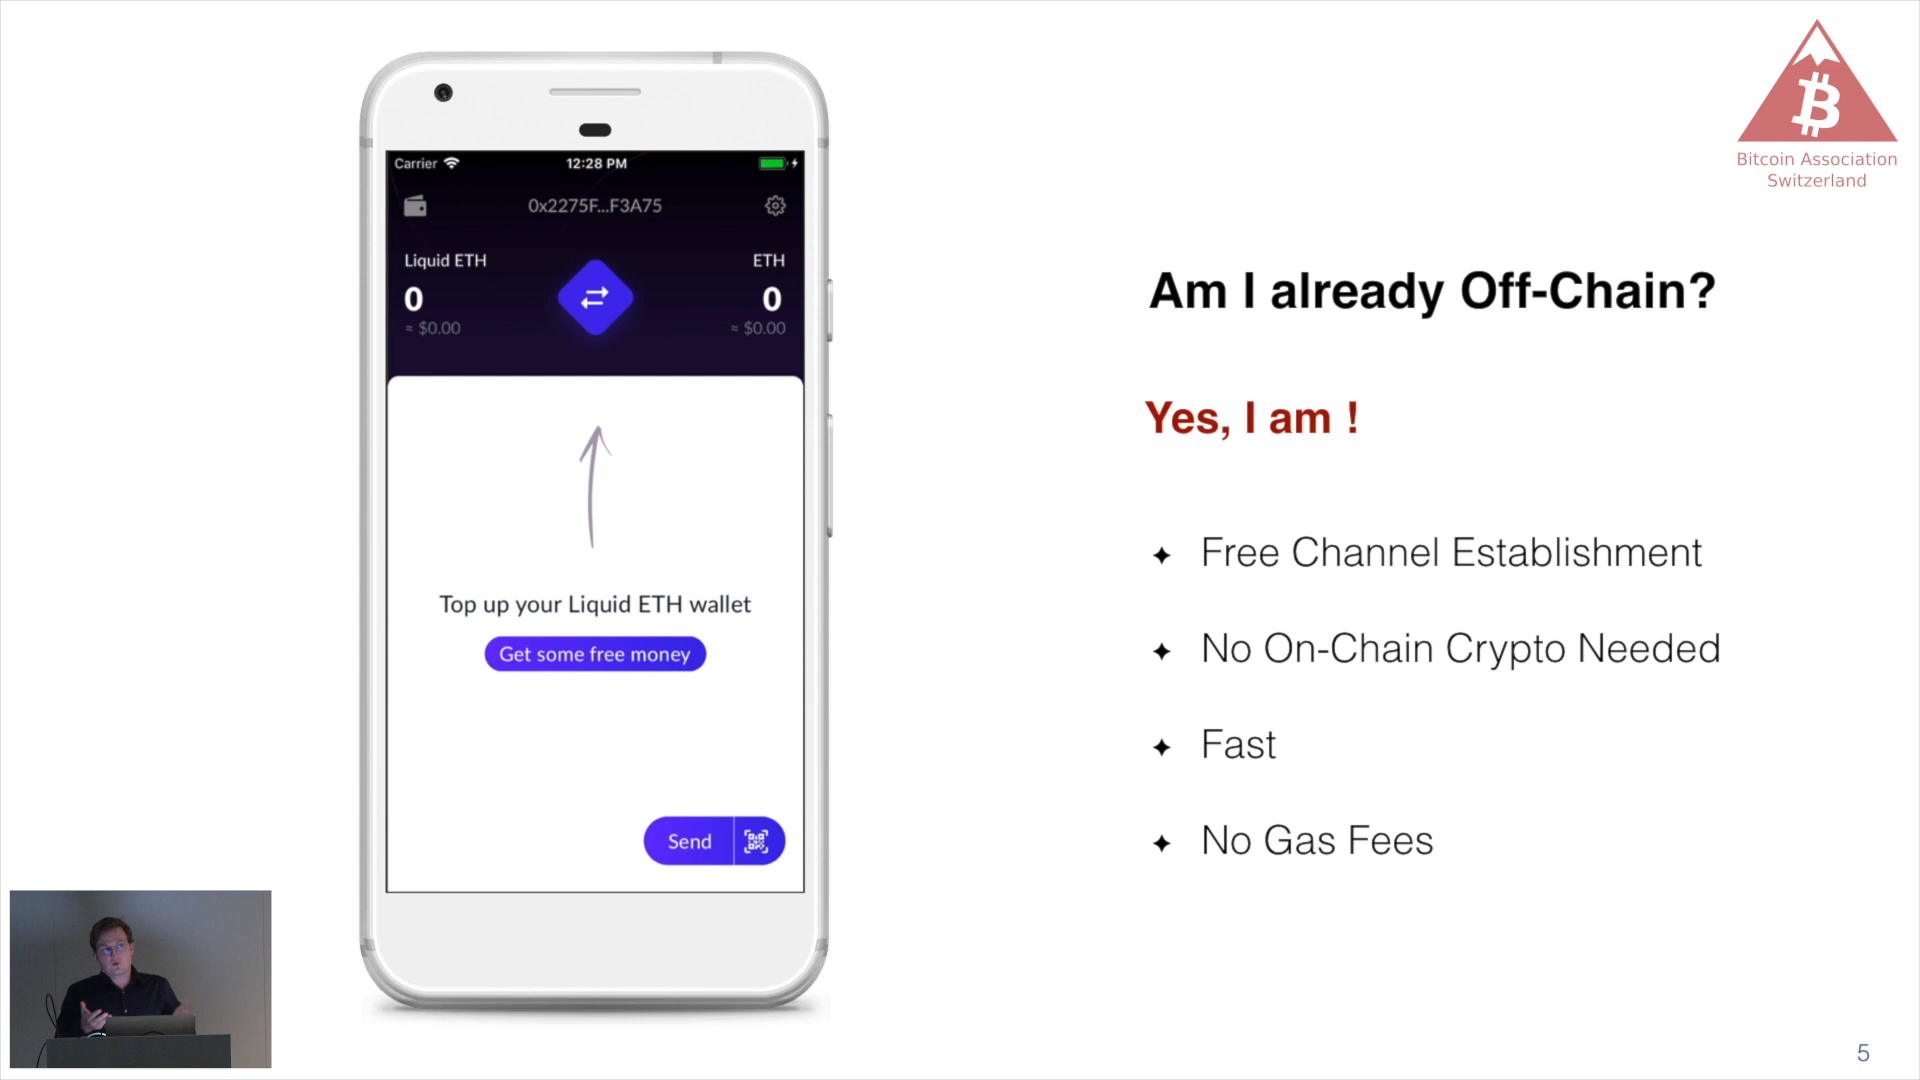 Carrier
12:28 PM
0x2275F...F3A75
Liquid ETH
ETH
0
0
≈ $0.00
≈ $0.00
Top up your Liquid ETH wallet
Get some free money
Send
Bitcoin Association
Switzerland
Am I already Off-Chain?
Yes, I am !
✦ Free Channel Establishment
✦ No On-Chain Crypto Needed
✦ Fast
✦ No Gas Fees
5